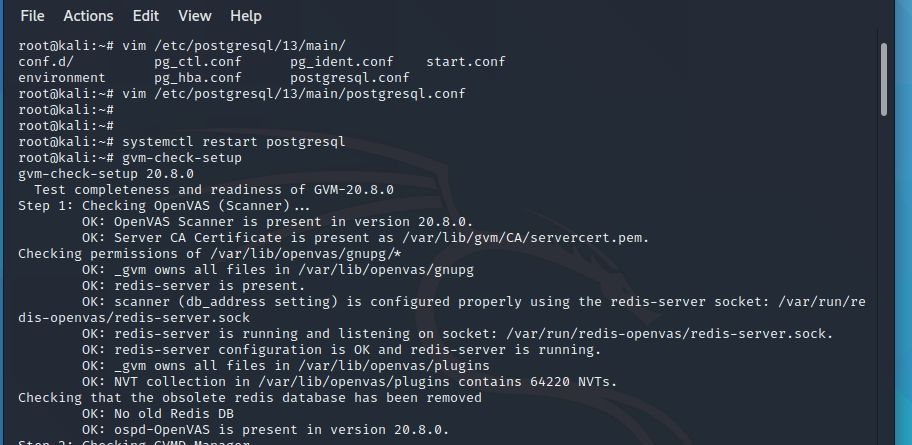 File Actions Edit View Help
root@kali:~# vim /etc/postgresql/13/main/
conf.d/ pg_ctl.conf pg_ident.conf start.conf
environment pg_hba.conf postgresql.conf
root@kali:~# vim /etc/postgresql/13/main/postgresql.conf
root@kali:~#
root@kali:~#
root@kali:~# systemctl restart postgresql
root@kali:~# gvm-check-setup
gvm-check-setup 20.8.0
Test completeness and readiness of GVM-20.8.0
Step 1: Checking OpenVAS (Scanner)...
OK: OpenVAS Scanner is present in version 20.8.0.
OK: Server CA Certificate is present as /var/lib/gvm/CA/servercert.pem.
Checking permissions of /var/lib/openvas/gnupg/*
OK: _gvm owns all files in /var/lib/openvas/gnupg
OK: redis-server is present.
OK: scanner (db_address setting) is configured properly using the redis-server socket: /var/run/re
dis-openvas/redis-server.sock
OK: redis-server is running and listening on socket: /var/run/redis-openvas/redis-server.sock.
OK: redis-server configuration is OK and redis-server is running.
OK: _gvm owns all files in /var/lib/openvas/plugins
OK: NVT collection in /var/lib/openvas/plugins contains 64220 NVTs.
Checking that the obsolete redis database has been removed
OK: No old Redis DB
OK: ospd-OpenVAS is present in version 20.8.0.
Step 2: Checking GVMD Manager